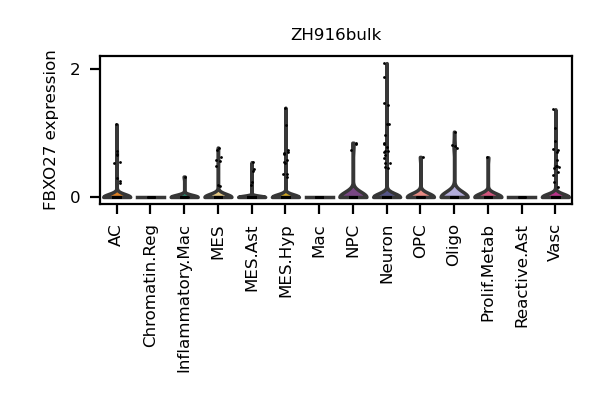 ZH916bulk
FBXO27 expression
2
0
AC
Chromatin.Reg
Inflammatory.Mac
MES
MES.Ast
MES.Hyp
Mac
NPC
Neuron
OPC
Oligo
Prolif.Metab
Reactive.Ast
Vasc